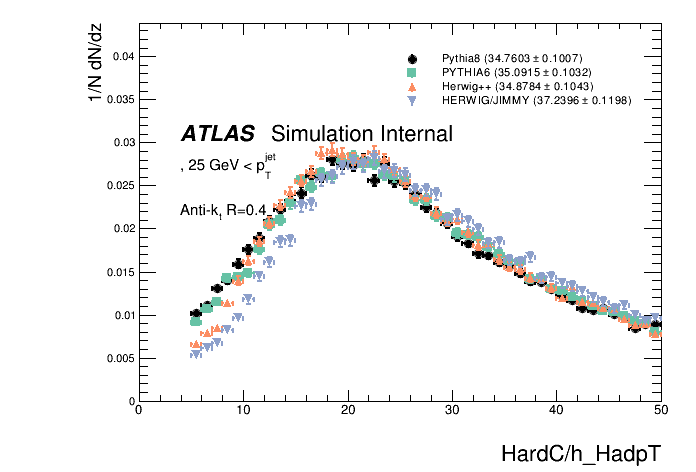 1/N dN/dz
0.04
0.035
0.03
0.025
0.02
0.015
0.01
0.005
0
Pythia8 (34.7603 ± 0.1007)
PYTHIA6 (35.0915 ± 0.1032)
Herwig++ (34.8784 ± 0.1043)
HERWIG/JIMMY (37.2396 ± 0.1198)
ATLAS Simulation Internal
, 25 GeV < p_T^jet
Anti-k_t R=0.4
0 10 20 30 40 50
HardC/h_HadpT